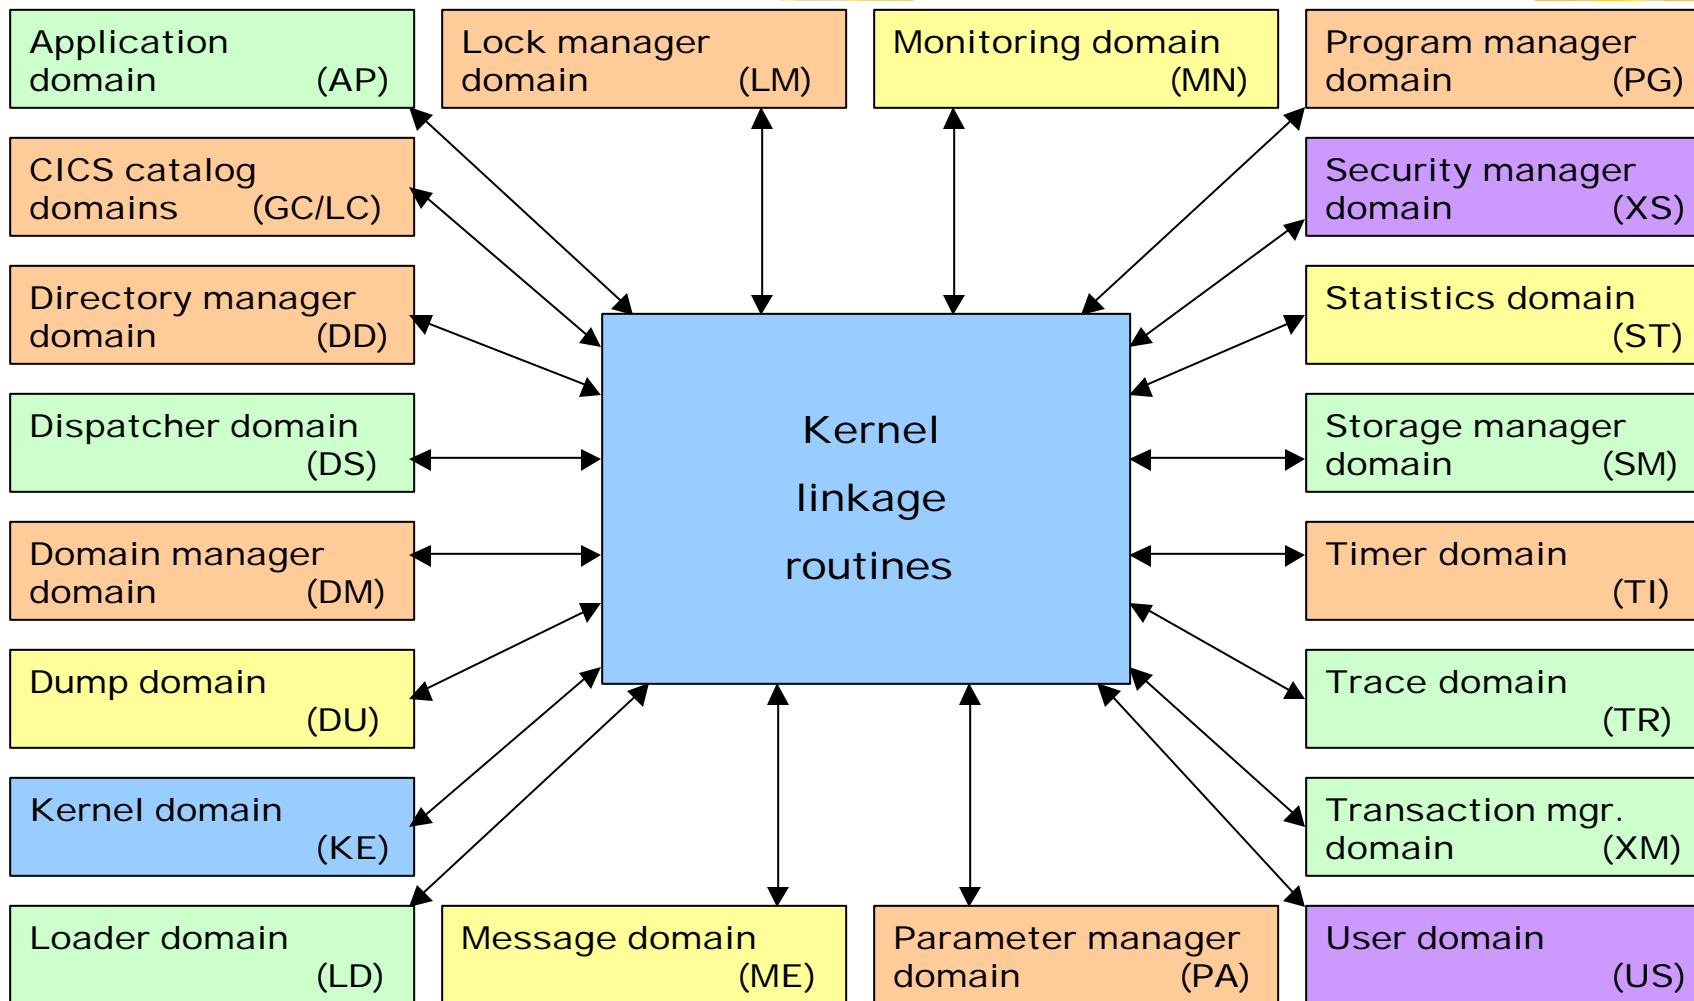 Application
domain (AP)
Lock manager
domain (LM)
Monitoring domain
(MN)
Program manager
domain (PG)
CICS catalog
domains (GC/LC)
Security manager
domain (XS)
Directory manager
domain (DD)
Statistics domain
(ST)
Dispatcher domain
(DS)
Kernel
linkage
routines
Storage manager
domain (SM)
Domain manager
domain (DM)
Timer domain
(TI)
Dump domain
(DU)
Trace domain
(TR)
Kernel domain
(KE)
Transaction mgr.
domain (XM)
Loader domain
(LD)
Message domain
(ME)
Parameter manager
domain (PA)
User domain
(US)